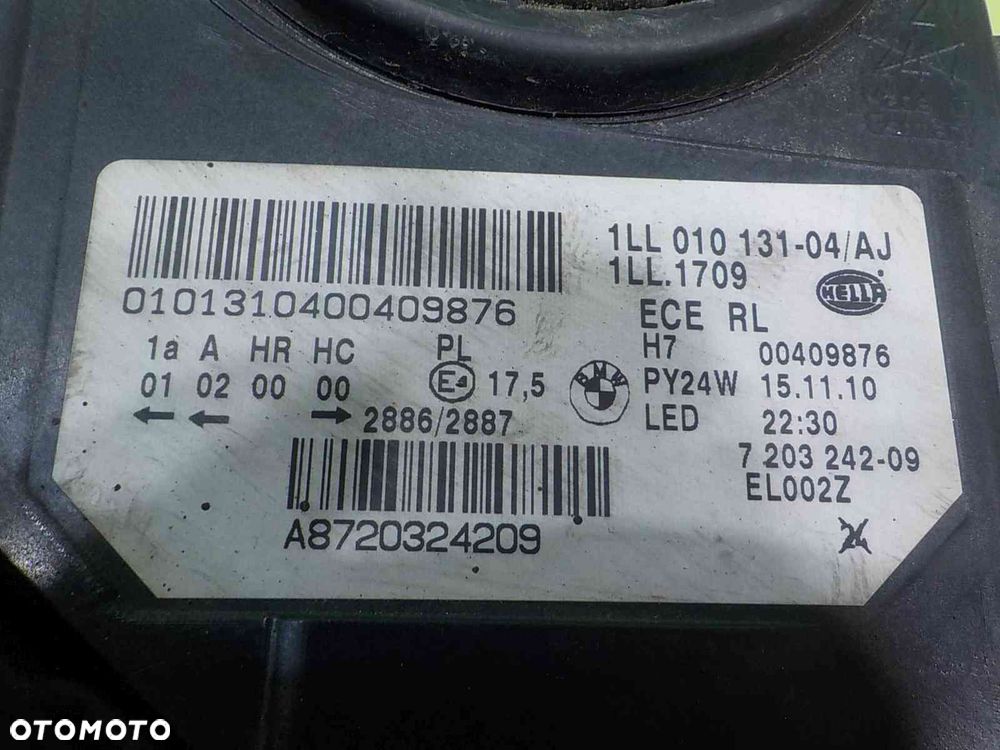 0101310400409876
1a A HR HC PL
01 02 00 00 E4 17,5
2886/2887
A8720324209
1LL 010 131-04/AJ
1LL.1709
HELLA
ECE RL
H7 00409876
BMW
PY24W 15.11.10
LED 22:30
7 203 242-09
EL002Z
OTOMOTO